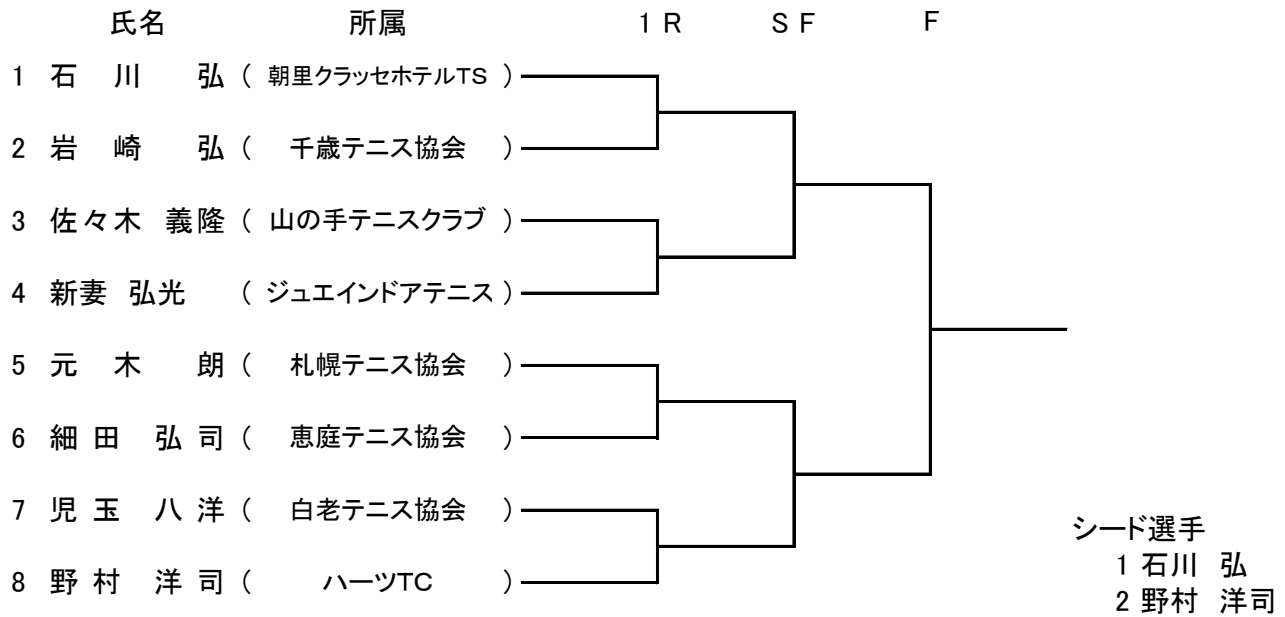 氏名 所属 1R SF F
1 石川 弘 ( 朝里クラッセホテルTS )
2 岩崎 弘 ( 千歳テニス協会 )
3 佐々木 義隆 ( 山の手テニスクラブ )
4 新妻 弘光 ( ジュエインドアテニス )
5 元木 朗 ( 札幌テニス協会 )
6 細田 弘司 ( 恵庭テニス協会 )
7 児玉 八洋 ( 白老テニス協会 )
8 野村 洋司 ( ハーツTC )
シード選手
1 石川 弘
2 野村 洋司